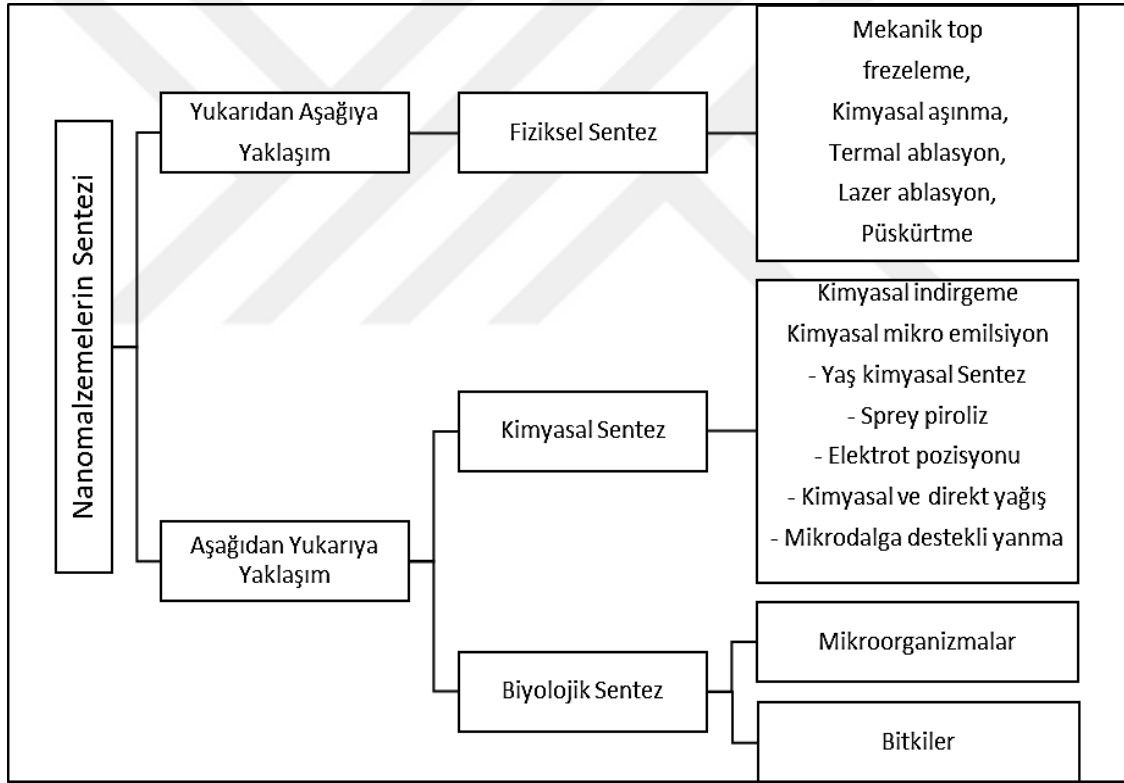 Nanomalzemelerin Sentezi
Yukarıdan Aşağıya
Yaklaşım
Fiziksel Sentez
Mekanik top
frezeleme,
Kimyasal aşınma,
Termal ablasyon,
Lazer ablasyon,
Püskürtme
Aşağıdan Yukarıya
Yaklaşım
Kimyasal Sentez
Kimyasal indirgeme
Kimyasal mikro emilsiyon
- Yaş kimyasal Sentez
- Sprey piroliz
- Elektrot pozisyonu
- Kimyasal ve direkt yağış
- Mikrodalga destekli yanma
Biyolojik Sentez
Mikroorganizmalar
Bitkiler